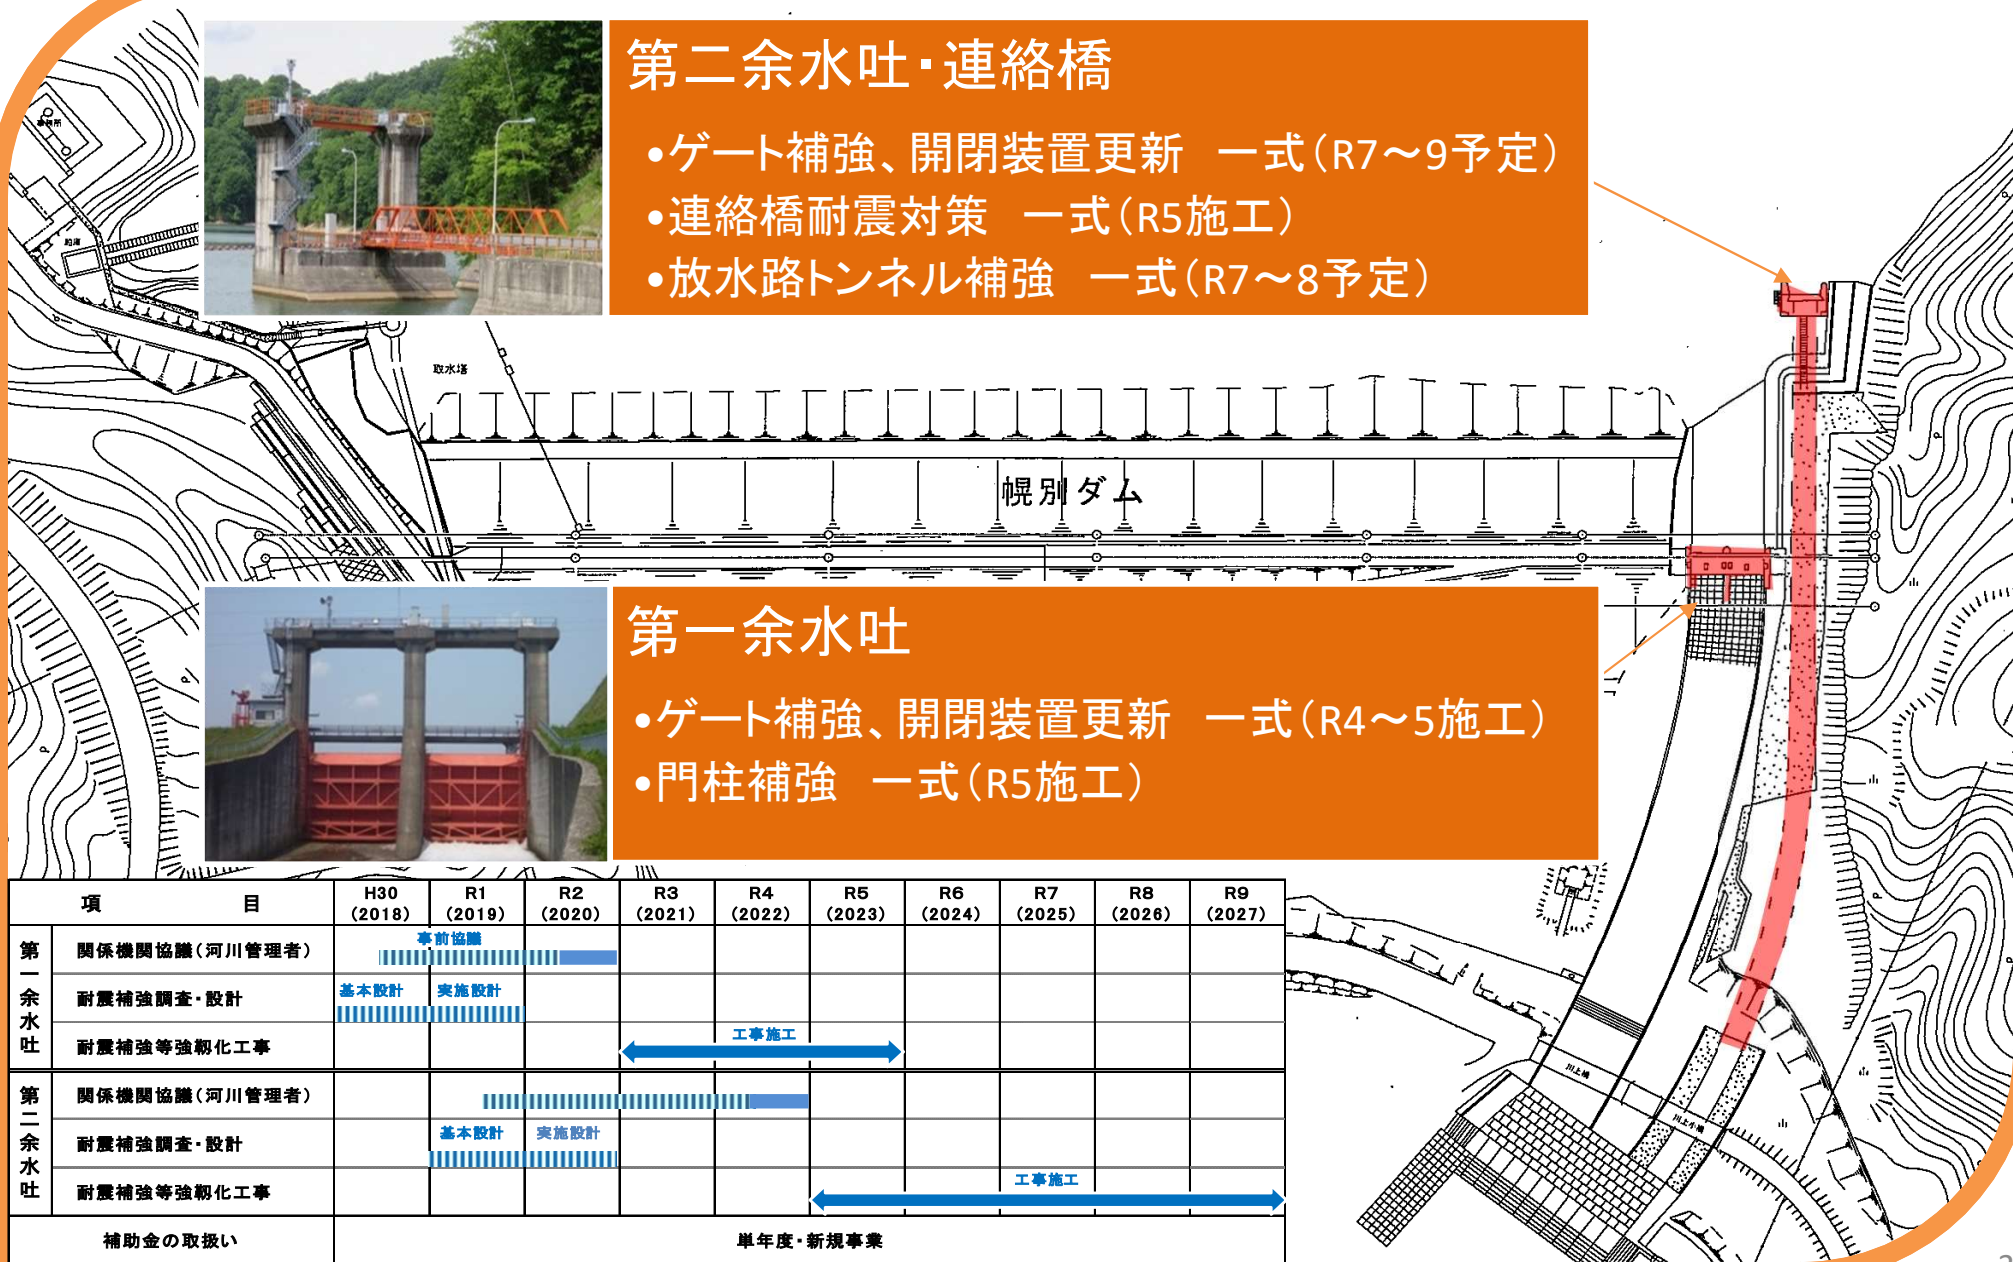 第二余水吐・連絡橋
•ゲート補強、開閉装置更新　一式（R7～9予定）
•連絡橋耐震対策　一式（R5施工）
•放水路トンネル補強　一式（R7～8予定）
取水塔
幌別ダム
第一余水吐
•ゲート補強、開閉装置更新　一式（R4～5施工）
•門柱補強　一式（R5施工）
項　目 H30 R1 R2 R3 R4 R5 R6 R7 R8 R9
(2018) (2019) (2020) (2021) (2022) (2023) (2024) (2025) (2026) (2027)
第一余水吐
関係機関協議（河川管理者） 事前協議
耐震補強調査・設計 基本設計 実施設計
耐震補強等強靱化工事 工事施工
第二余水吐
関係機関協議（河川管理者）
耐震補強調査・設計 基本設計 実施設計
耐震補強等強靱化工事 工事施工
補助金の取扱い 単年度・新規事業
川上橋
川上小橋